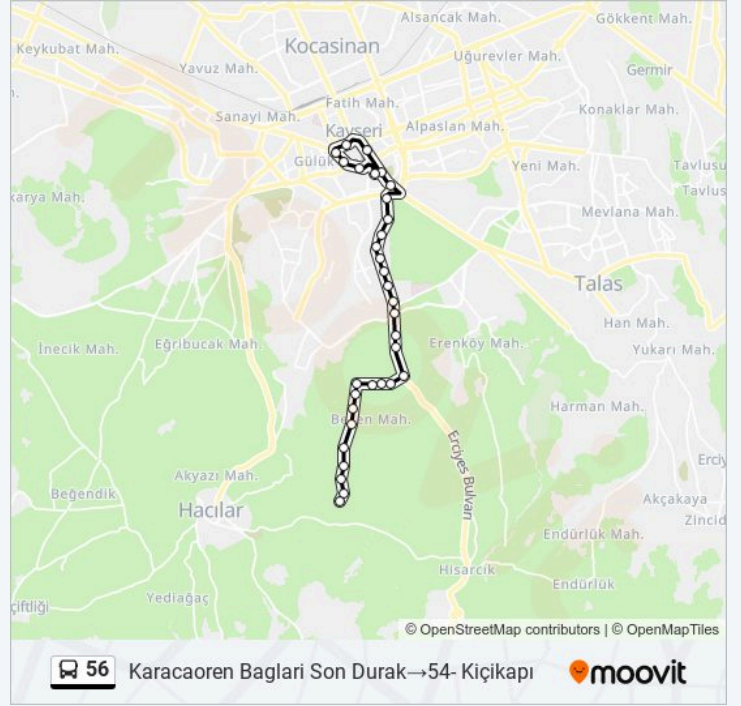 Alsancak Mah.
Gökkent Mah.
Keykubat Mah.
Kocasinan
Yavuz Mah.
Uğurevler Mah.
Germir
Fatih Mah.
Sanayi Mah.
Kayseri
Alpaslan Mah.
Konaklar Mah.
Gülük
Yeni Mah.
Tavlusu
Tavlus
karya Mah.
Mevlana Mah.
Talas
Han Mah.
İnecik Mah.
Eğribucak Mah.
Erenköy Mah.
Yukarı Mah.
Harman Mah.
Beğen Mah.
Erciyes Bulvarı
Erciy
Akyazı Mah.
Beğendik
Hacılar
Akçakaya
Zincid
Endürlük Mah.
Hisarcık
Endürlük
Yediağaç
çiftliği
© OpenStreetMap contributors | © OpenMapTiles
56 Karacaoren Baglari Son Durak→54- Kiçikapı moovit